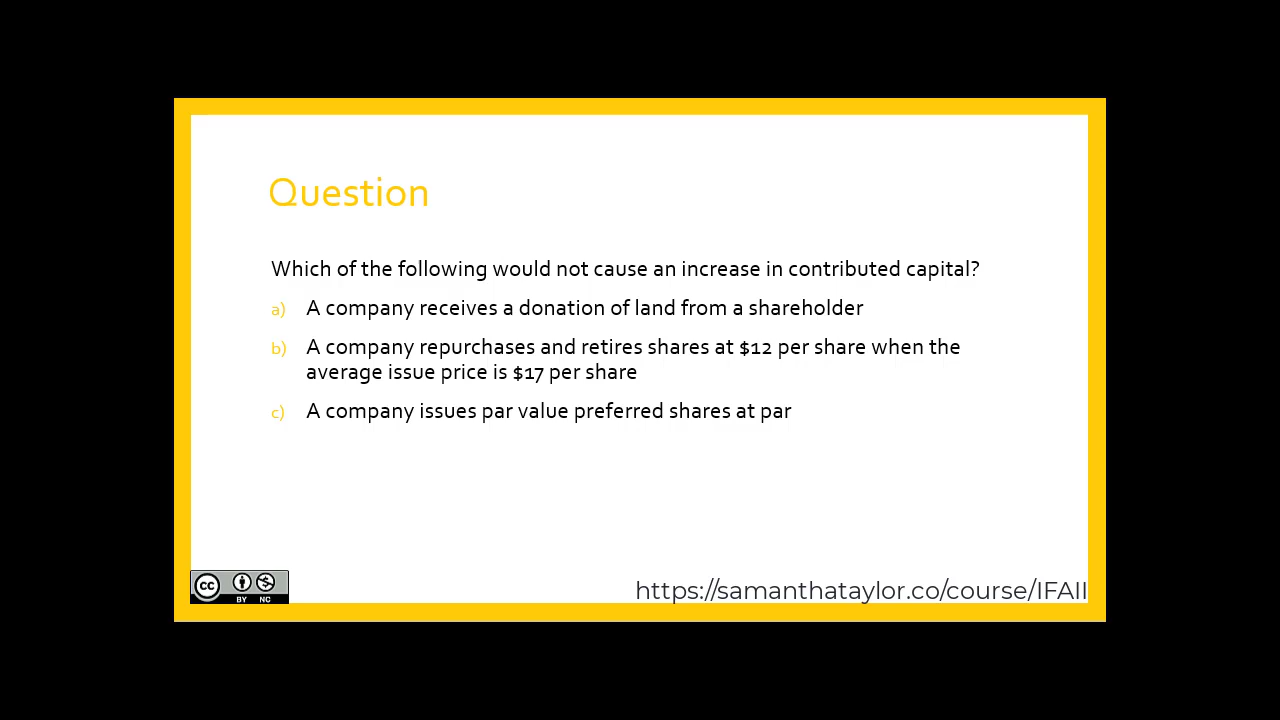 Question
Which of the following would not cause an increase in contributed capital?
a) A company receives a donation of land from a shareholder
b) A company repurchases and retires shares at $12 per share when the
average issue price is $17 per share
c) A company issues par value preferred shares at par
cc BY NC
https://samanthataylor.co/course/IFAII